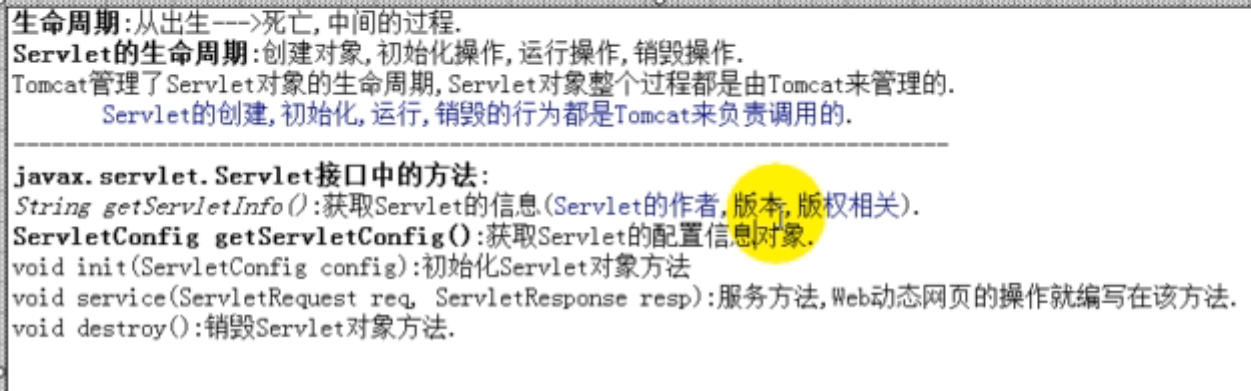 生命周期:从出生--->死亡,中间的过程.
Servlet的生命周期:创建对象,初始化操作,运行操作,销毁操作.
Tomcat管理了Servlet对象的生命周期,Servlet对象整个过程都是由Tomcat来管理的.
Servlet的创建,初始化,运行,销毁的行为都是Tomcat来负责调用的.
-------------------------------------------------------------------------
javax.servlet.Servlet接口中的方法:
String getServletInfo():获取Servlet的信息(Servlet的作者,版本,版权相关).
ServletConfig getServletConfig():获取Servlet的配置信息对象.
void init(ServletConfig config):初始化Servlet对象方法
void service(ServletRequest req, ServletResponse resp):服务方法,Web动态网页的操作就编写在该方法.
void destroy():销毁Servlet对象方法.